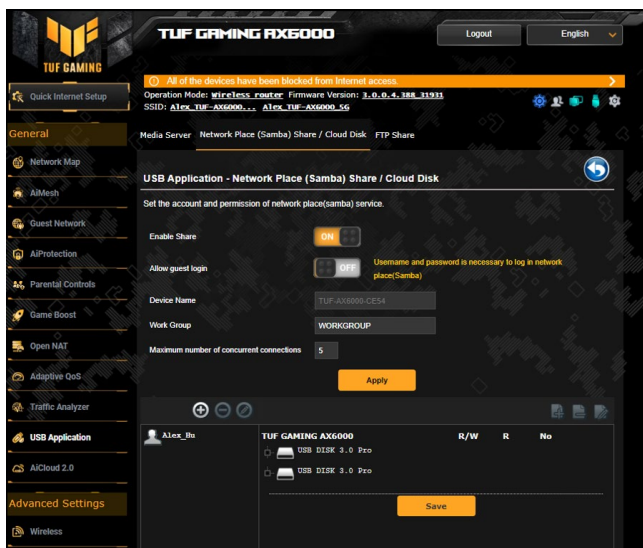 TUF GAMING AX6000
Logout
English
TUF GAMING
All of the devices have been blocked from Internet access.
Quick Internet Setup
Operation Mode: Wireless router Firmware Version: 3.0.0.4.388_31931
SSID: Alex_TUF-AX6000... Alex_TUF-AX6000_5G
General
Media Server Network Place (Samba) Share / Cloud Disk FTP Share
Network Map
AiMesh
Guest Network
AiProtection
Parental Controls
Game Boost
Open NAT
Adaptive QoS
Traffic Analyzer
USB Application
AiCloud 2.0
Advanced Settings
Wireless
USB Application - Network Place (Samba) Share / Cloud Disk
Set the account and permission of network place(samba) service.
Enable Share
ON
Allow guest login
OFF
Username and password is necessary to log in network
place(Samba)
Device Name
TUF-AX6000-CE54
Work Group
WORKGROUP
Maximum number of concurrent connections
5
Apply
Alex_Hu
TUF GAMING AX6000 R/W R No
USB DISK 3.0 Pro
USB DISK 3.0 Pro
Save